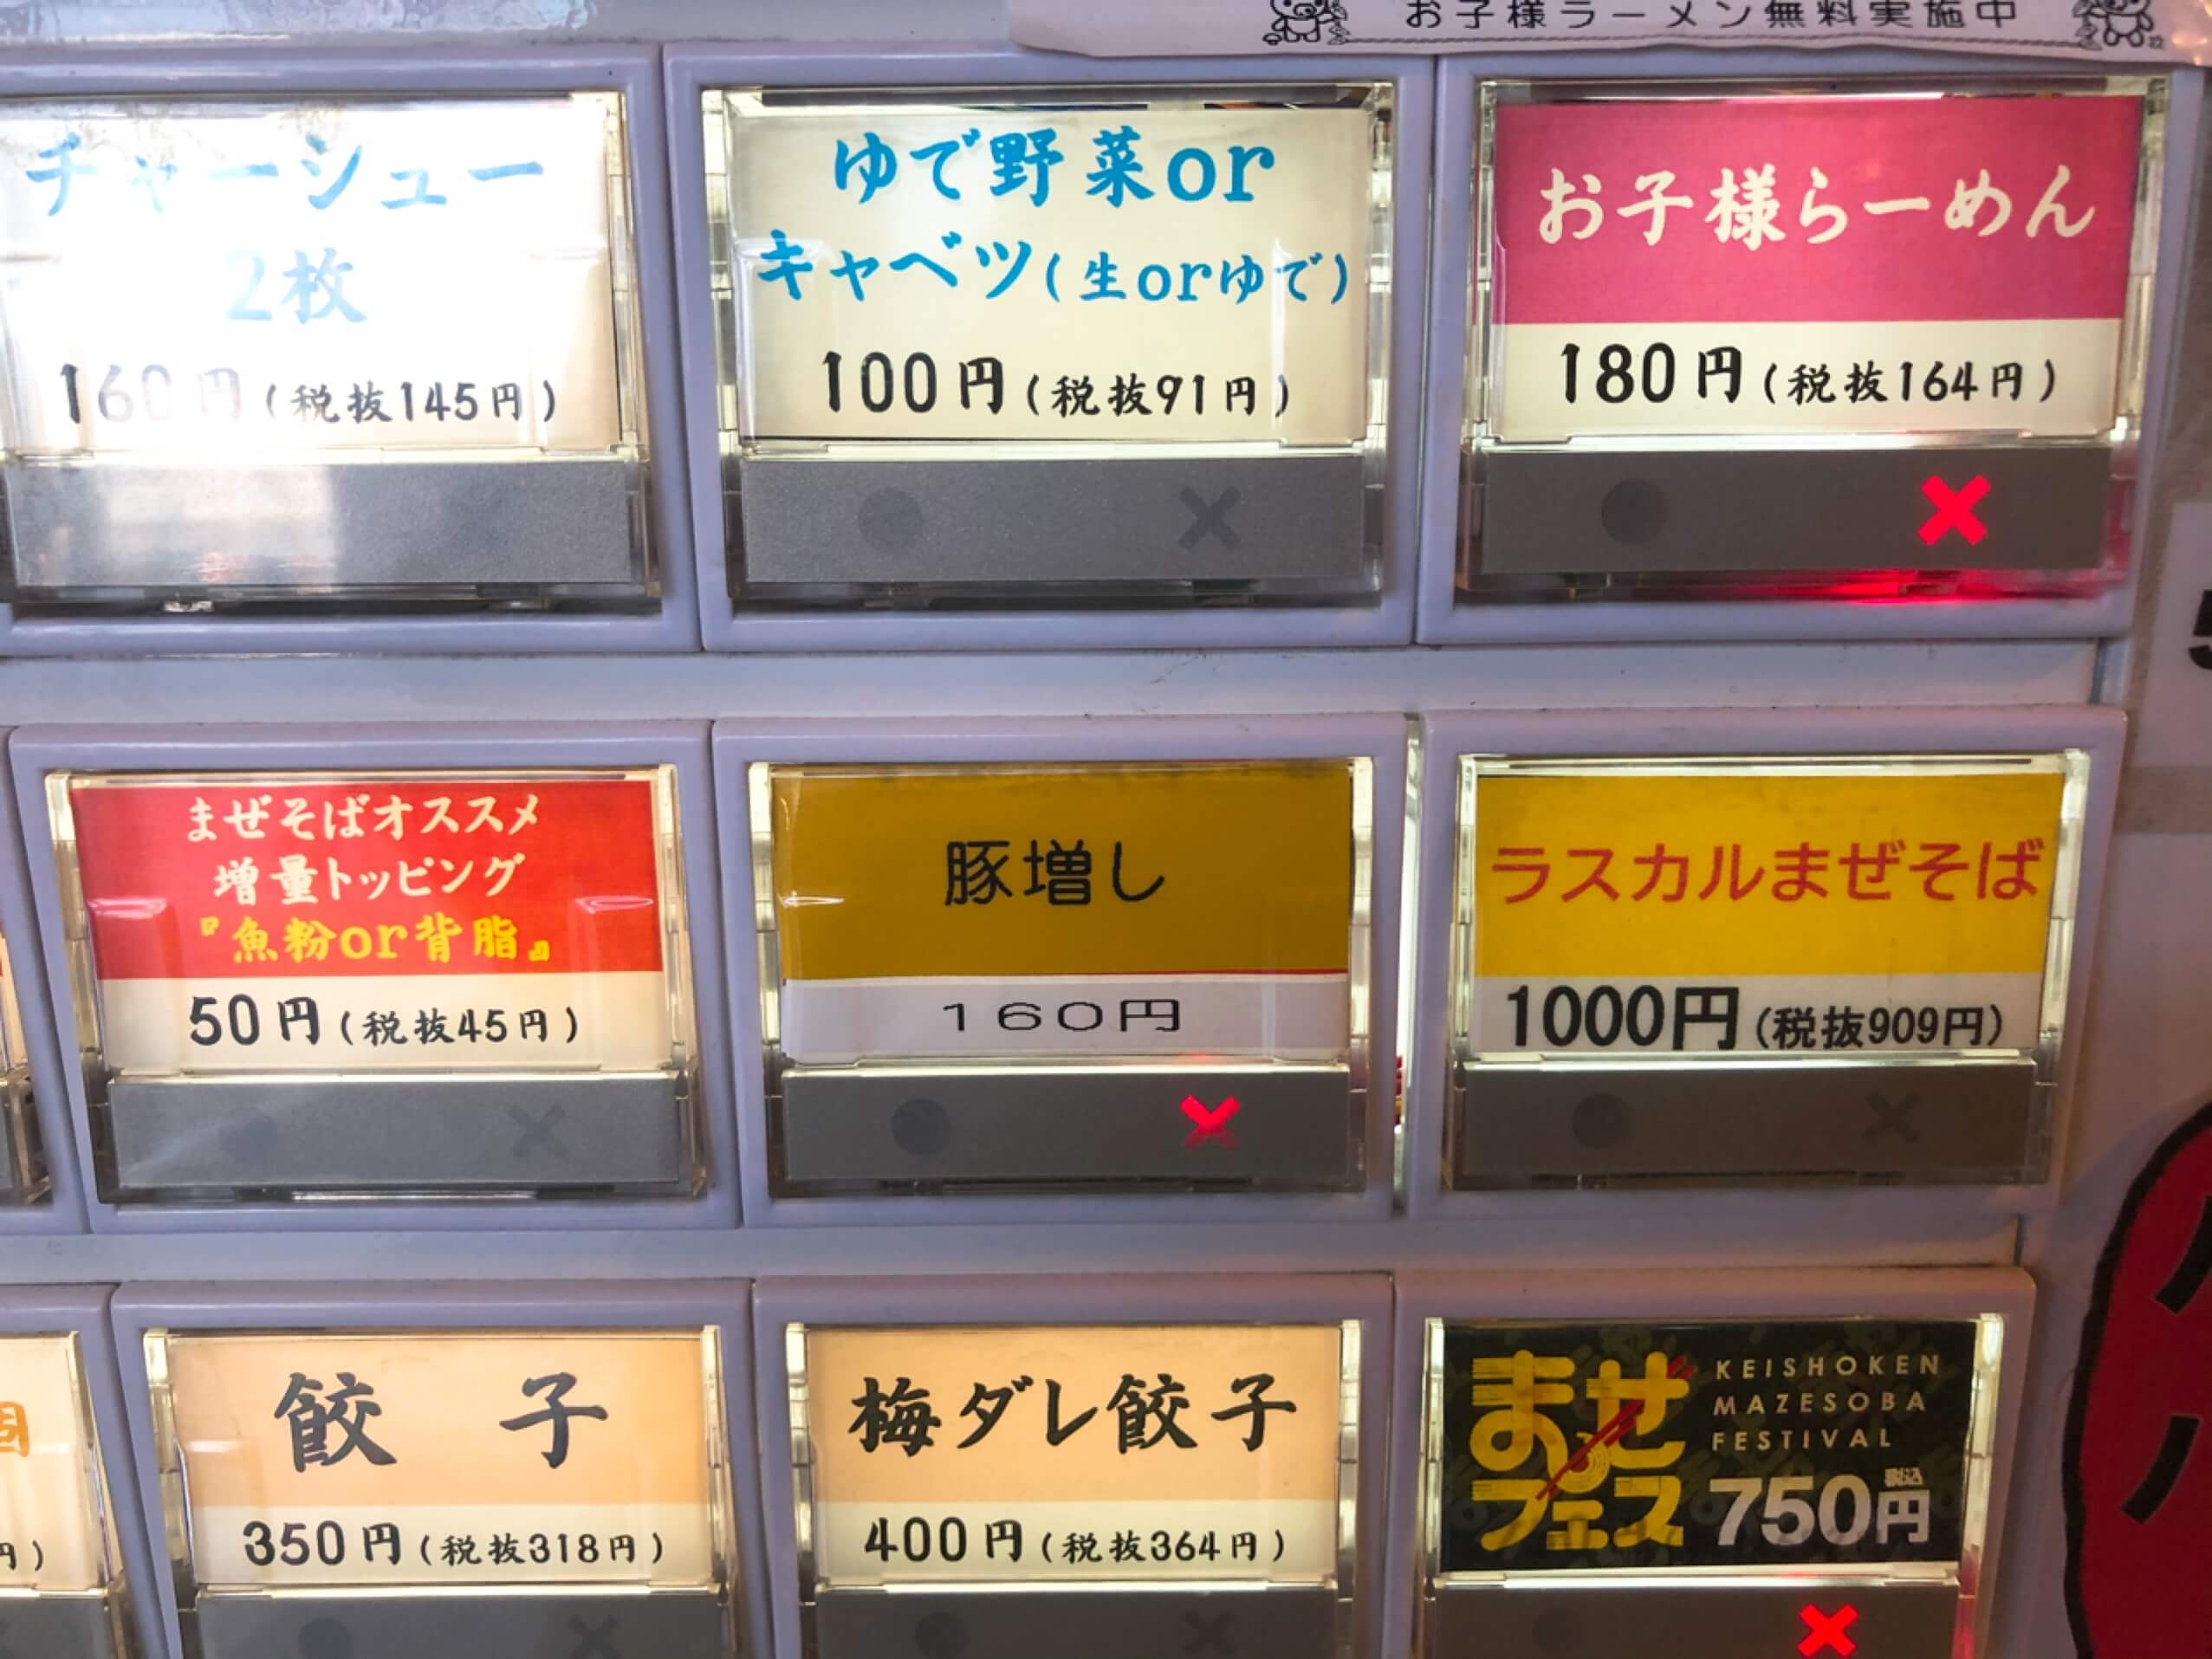 お子様ラーメン無料実施中
チャーシュー
2枚
160円(税抜145円)
ゆで野菜or
キャベツ(生orゆで)
100円(税抜91円)
お子様らーめん
180円(税抜164円)
まぜそばオススメ
増量トッピング
『魚粉or背脂』
50円(税抜45円)
豚増し
160円
ラスカルまぜそば
1000円(税抜909円)
円)
餃子
350円(税抜318円)
梅ダレ餃子
400円(税抜364円)
まぜ
フェス
KEISHOKEN
MAZESOBA
FESTIVAL
税込
750円